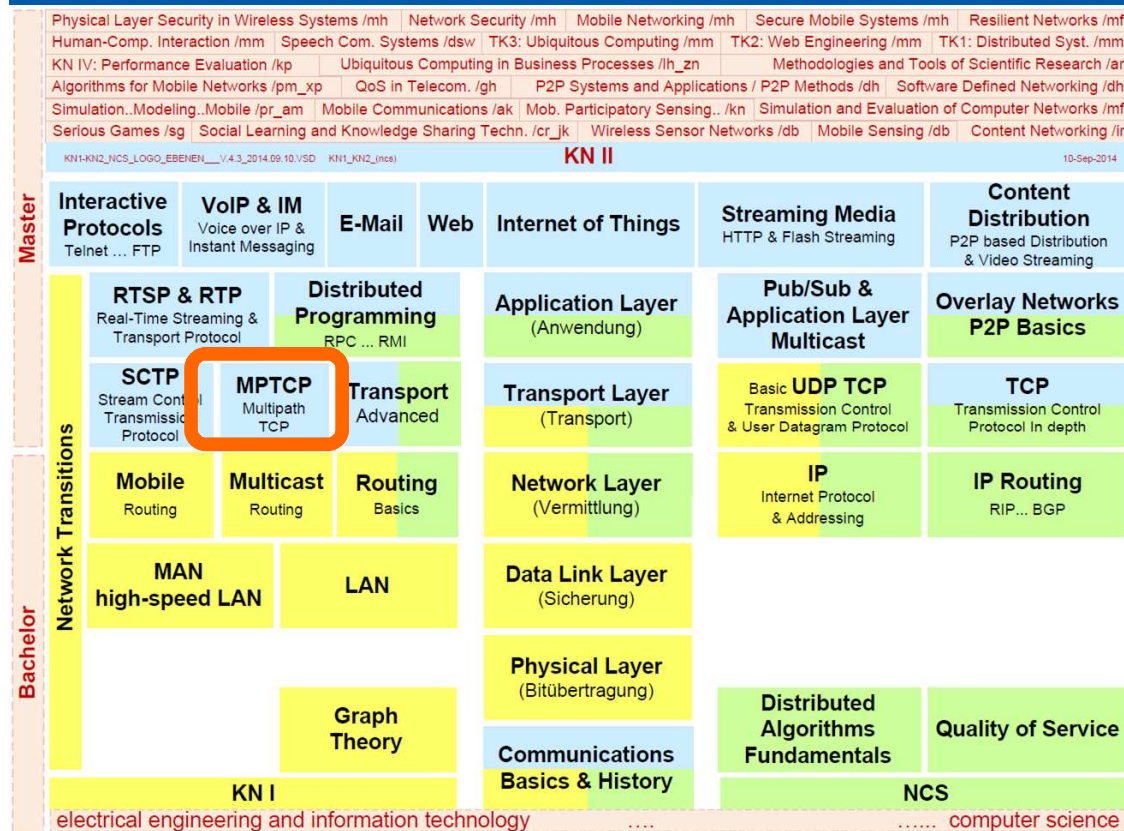 Physical Layer Security in Wireless Systems /mh Network Security /mh Mobile Networking /mh Secure Mobile Systems /mh Resilient Networks /mf
Human-Comp. Interaction /mm Speech Com. Systems /dsw TK3: Ubiquitous Computing /mm TK2: Web Engineering /mm TK1: Distributed Syst. /mm
KN IV: Performance Evaluation /kp Ubiquitous Computing in Business Processes /lh_zn Methodologies and Tools of Scientific Research /ar
Algorithms for Mobile Networks /pm_xp QoS in Telecom. /gh P2P Systems and Applications / P2P Methods /dh Software Defined Networking /dh
Simulation..Modeling..Mobile /pr_am Mobile Communications /ak Mob. Participatory Sensing.. /kn Simulation and Evaluation of Computer Networks /mf
Serious Games /sg Social Learning and Knowledge Sharing Techn. /cr_jk Wireless Sensor Networks /db Mobile Sensing /db Content Networking /ir
KN1-KN2_NCS_LOGO_EBENEN___V.4.3_2014.09.10.VSD KN1_KN2_(ncs) KN II 10-Sep-2014
Master
Interactive Protocols
Telnet ... FTP
VoIP & IM
Voice over IP &
Instant Messaging
E-Mail
Web
Internet of Things
Streaming Media
HTTP & Flash Streaming
Content
Distribution
P2P based Distribution
& Video Streaming
Network Transitions
RTSP & RTP
Real-Time Streaming &
Transport Protocol
Distributed
Programming
RPC ... RMI
Application Layer
(Anwendung)
Pub/Sub &
Application Layer
Multicast
Overlay Networks
P2P Basics
SCTP
Stream Control
Transmissio
Protocol
MPTCP
Multipath
TCP
Transport
Advanced
Transport Layer
(Transport)
Basic UDP TCP
Transmission Control
& User Datagram Protocol
TCP
Transmission Control
Protocol In depth
Bachelor
Mobile
Routing
Multicast
Routing
Routing
Basics
Network Layer
(Vermittlung)
IP
Internet Protocol
& Addressing
IP Routing
RIP... BGP
MAN
high-speed LAN
LAN
Data Link Layer
(Sicherung)
Physical Layer
(Bitübertragung)
Graph
Theory
Communications
Basics & History
Distributed
Algorithms
Fundamentals
Quality of Service
KN I
NCS
electrical engineering and information technology .... ...... computer science